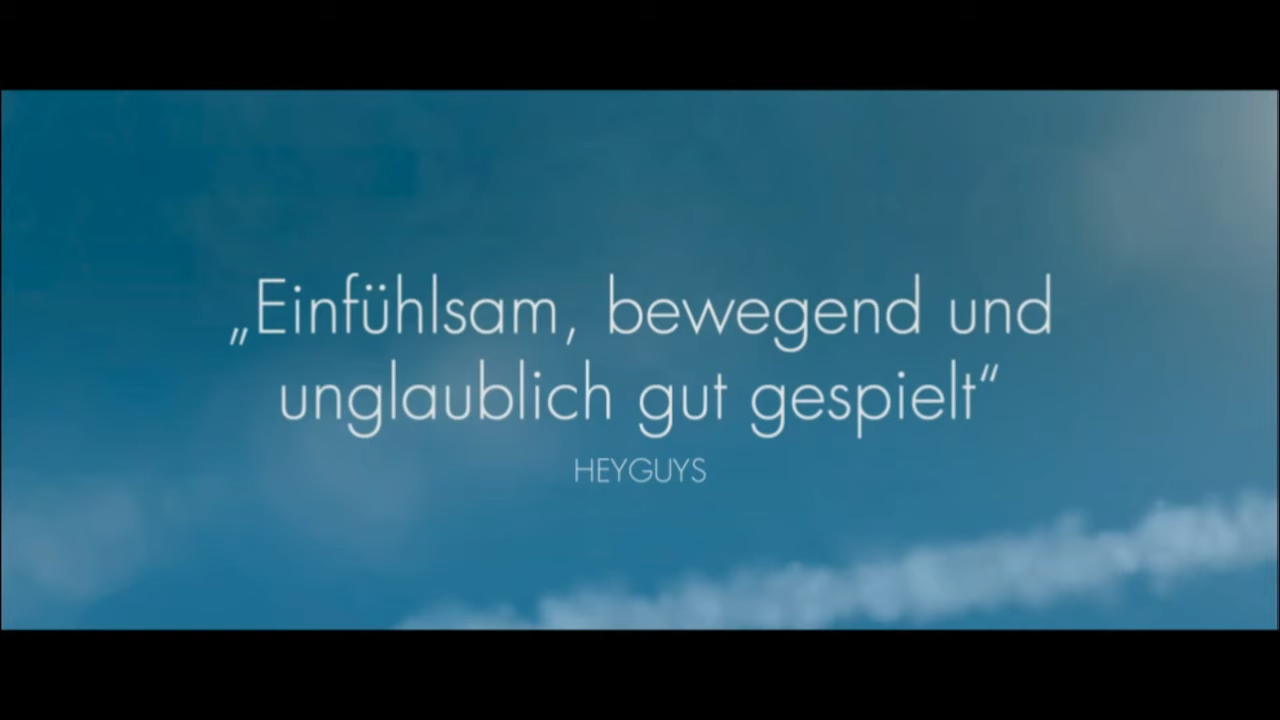 „Einfühlsam, bewegend und
unglaublich gut gespielt“
HEYGUYS